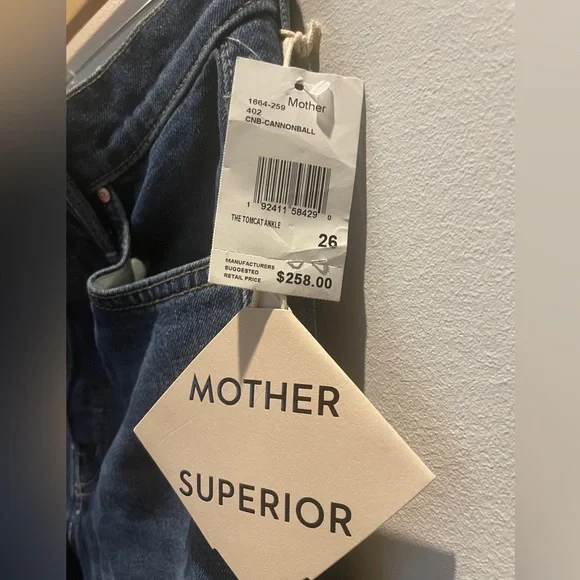 1664-259 Mother
402
CNB-CANNONBALL
1 92411 58429 0
THE TOMCAT ANKLE
26
MANUFACTURERS
SUGGESTED
RETAIL PRICE $258.00
MOTHER
SUPERIOR